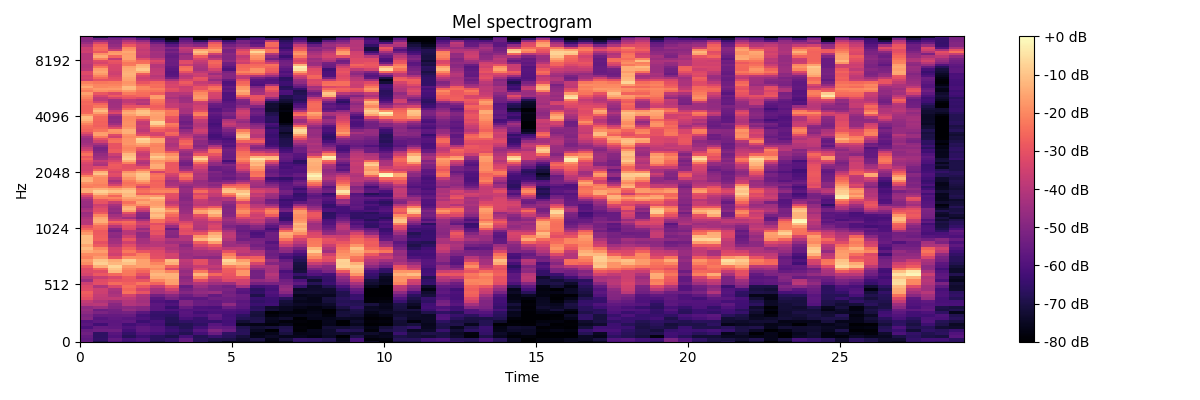 Mel spectrogram
+0 dB
8192
-10 dB
-20 dB
4096
-30 dB
Hz
2048
-40 dB
1024
-50 dB
-60 dB
512
-70 dB
0
-80 dB
0 5 10 15 20 25
Time